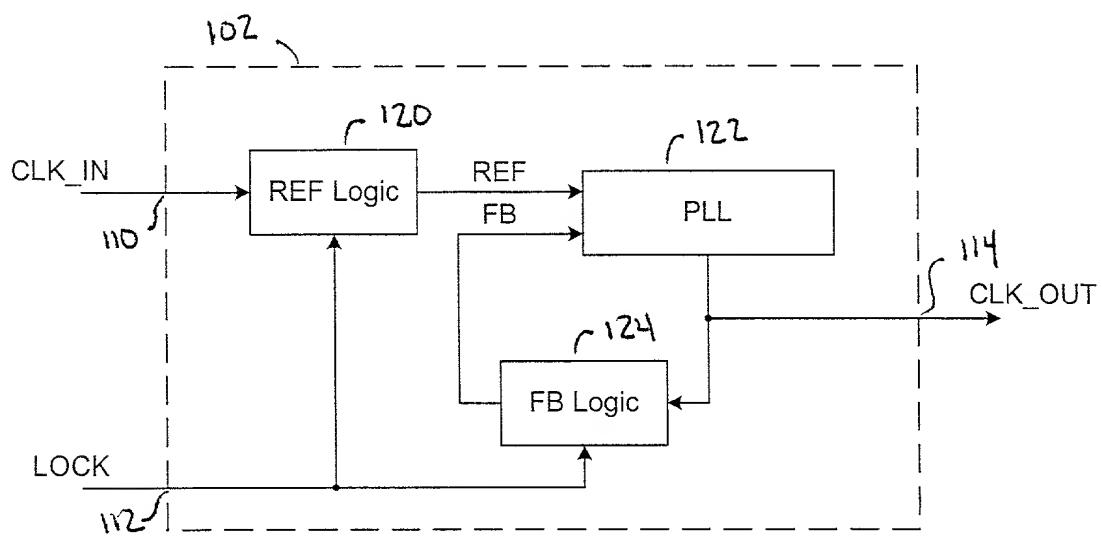 102
120
122
CLK_IN
REF Logic
REF
PLL
FB
110
114
CLK_OUT
124
FB Logic
LOCK
112